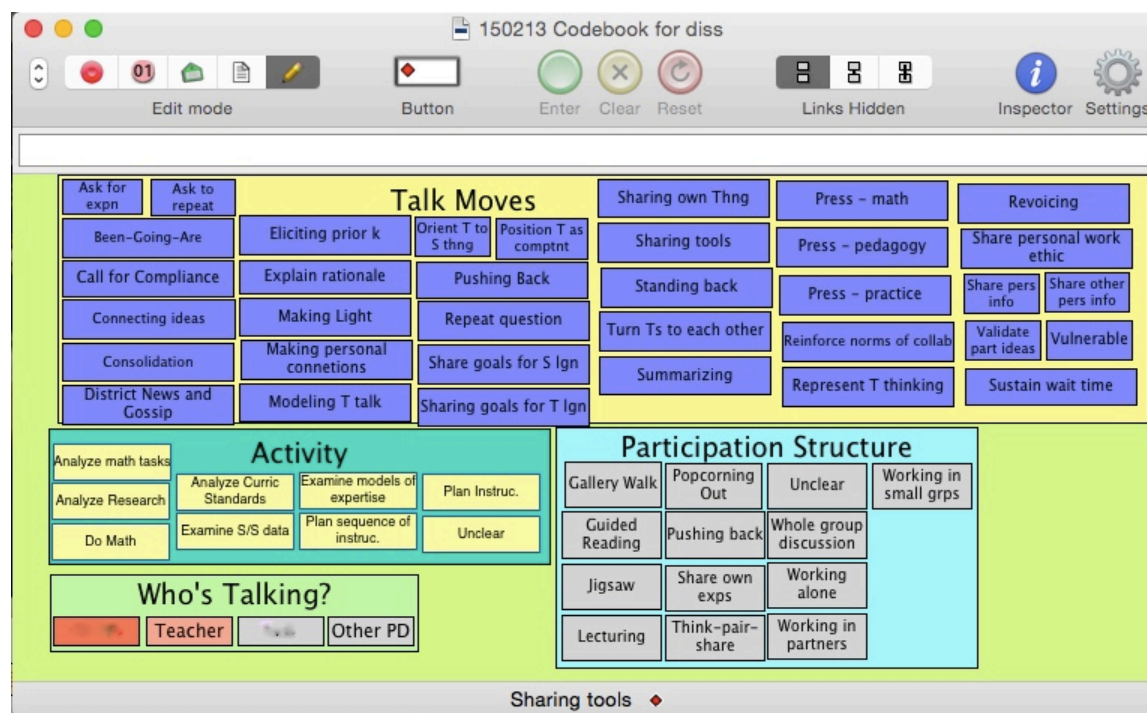 150213 Codebook for diss
01
Edit mode
Button
Enter
Clear
Reset
Links Hidden
Inspector
Settings
Talk Moves
Ask for
expn
Ask to
repeat
Been-Going-Are
Call for Compliance
Connecting ideas
Consolidation
District News and
Gossip
Eliciting prior k
Explain rationale
Making Light
Making personal
connetions
Modeling T talk
Orient T to
S thng
Position T as
comptnt
Pushing Back
Repeat question
Share goals for S lgn
Sharing goals for T lgn
Sharing own Thng
Sharing tools
Standing back
Turn Ts to each other
Summarizing
Press - math
Press - pedagogy
Press - practice
Reinforce norms of collab
Represent T thinking
Revoicing
Share personal work
ethic
Share pers
info
Share other
pers info
Validate
part ideas
Vulnerable
Sustain wait time
Activity
Analyze math tasks
Analyze Research
Do Math
Analyze Curric
Standards
Examine S/S data
Examine models of
expertise
Plan sequence of
instruc.
Plan Instruc.
Unclear
Participation Structure
Gallery Walk
Guided
Reading
Jigsaw
Lecturing
Popcorning
Out
Pushing back
Share own
exps
Think-pair-
share
Unclear
Whole group
discussion
Working
alone
Working in
partners
Working in
small grps
Who's Talking?
Teacher
Other PD
Sharing tools